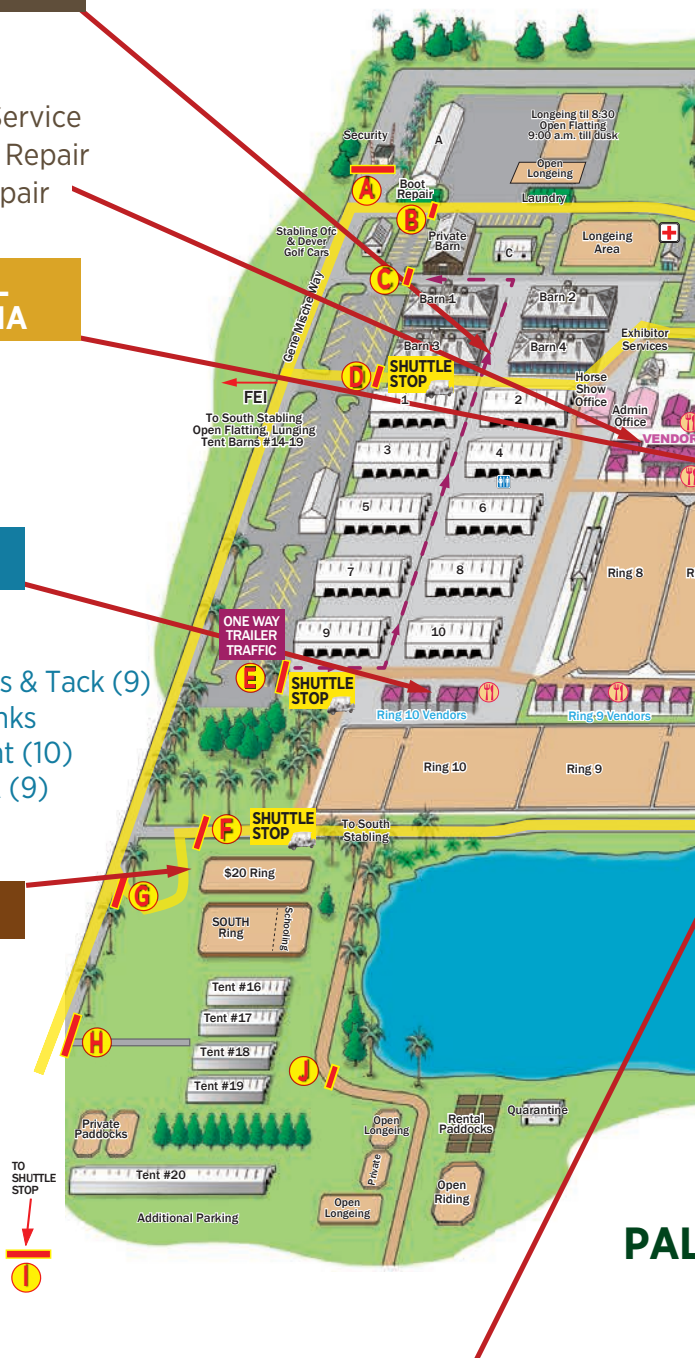 Service
Repair
pair
IA
s & Tack (9)
nks
t (10)
(9)
Security
A
Longeing til 8:30
Open Flatting
9:00 a.m. till dusk
Open
Longeing
A
Boot
Repair
Laundry
B
Stabling Ofc
& Dever
Golf Cars
Private
Barn
C
Longeing
Area
C
Gene Mische Way
Barn 1
Barn 2
Barn 3
Barn 4
Exhibitor
Services
D
SHUTTLE
STOP
FEI
Horse
Show
Office
To South Stabling
Open Flatting, Lunging
Tent Barns #14-19
1
2
Admin
Office
VENDOR
3
4
5
6
7
8
Ring 8
R
ONE WAY
TRAILER
TRAFFIC
9
10
E
SHUTTLE
STOP
Ring 10 Vendors
Ring 9 Vendors
Ring 10
Ring 9
F
SHUTTLE
STOP
To South
Stabling
G
$20 Ring
SOUTH
Ring
Schooling
Tent #16
Tent #17
Tent #18
Tent #19
H
J
Private
Paddocks
Open
Longeing
Rental
Paddocks
Quarantine
Private
Tent #20
Open
Riding
Open
Longeing
Additional Parking
TO
SHUTTLE
STOP
I
PAL